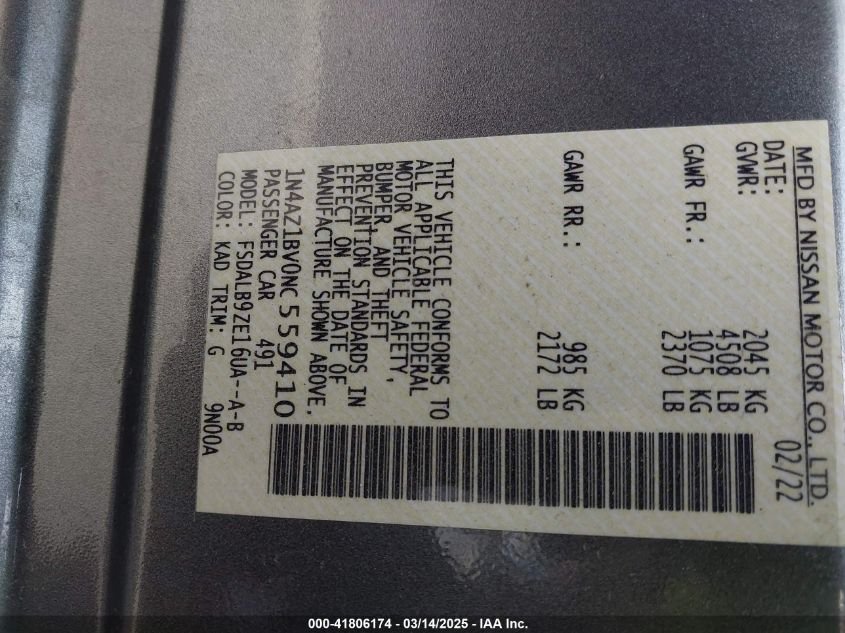 MFD BY NISSAN MOTOR CO., LTD.
DATE: 02/22
GVWR: 2045 KG
4508 LB
GAWR FR.: 1075 KG
2370 LB
GAWR RR.: 985 KG
2172 LB
THIS VEHICLE CONFORMS TO
ALL APPLICABLE FEDERAL
MOTOR VEHICLE SAFETY,
BUMPER, AND THEFT
PREVENTION STANDARDS IN
EFFECT ON THE DATE OF
MANUFACTURE SHOWN ABOVE.
1N4AZ1BV0NC559410
PASSENGER CAR 491
MODEL: FSDALB9ZE16UA--A-B
COLOR: KAD TRIM: G 9N00A
000-41806174 - 03/14/2025 - IAA Inc.